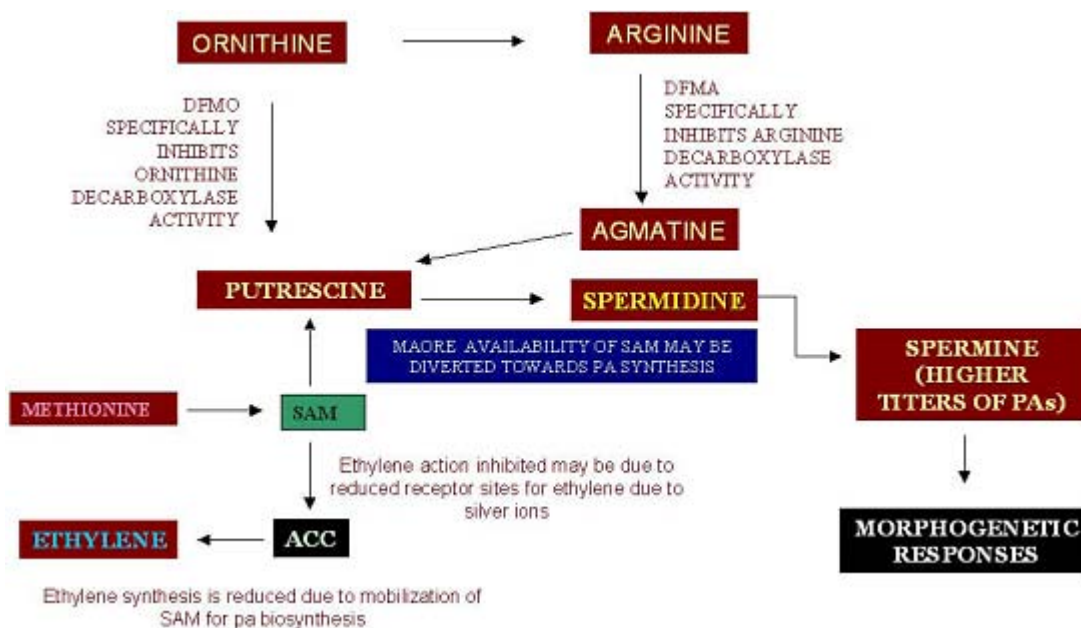 ORNITHINE
ARGININE
DFMO
SPECIFICALLY
INHIBITS
ORNITHINE
DECARBOXYLASE
ACTIVITY
DFMA
SPECIFICALLY
INHIBITS ARGININE
DECARBOXYLASE
ACTIVITY
AGMATINE
PUTRESCINE
SPERMIDINE
MAORE AVAILABILITY OF SAM MAY BE
DIVERTED TOWARDS PA SYNTHESIS
SPERMINE
(HIGHER
TITERS OF PAs)
METHIONINE
SAM
Ethylene action inhibited may be due to
reduced receptor sites for ethylene due to
silver ions
ETHYLENE
ACC
MORPHOGENETIC
RESPONSES
Ethylene synthesis is reduced due to mobilization of
SAM for pa biosynthesis